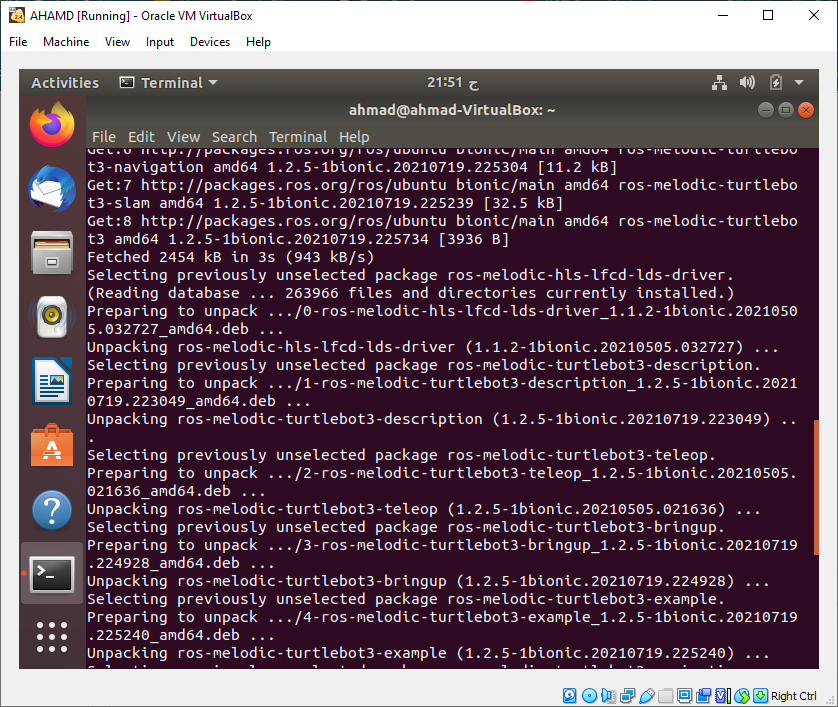 AHAMD [Running] - Oracle VM VirtualBox
File Machine View Input Devices Help
Activities Terminal 21:51 ح
ahmad@ahmad-VirtualBox: ~
File Edit View Search Terminal Help
Get:6 http://packages.ros.org/ros/ubuntu bionic/main amd64 ros-melodic-turtlebo
t3-navigation amd64 1.2.5-1bionic.20210719.225304 [11.2 kB]
Get:7 http://packages.ros.org/ros/ubuntu bionic/main amd64 ros-melodic-turtlebo
t3-slam amd64 1.2.5-1bionic.20210719.225239 [32.5 kB]
Get:8 http://packages.ros.org/ros/ubuntu bionic/main amd64 ros-melodic-turtlebo
t3 amd64 1.2.5-1bionic.20210719.225734 [3936 B]
Fetched 2454 kB in 3s (943 kB/s)
Selecting previously unselected package ros-melodic-hls-lfcd-lds-driver.
(Reading database ... 263966 files and directories currently installed.)
Preparing to unpack .../0-ros-melodic-hls-lfcd-lds-driver_1.1.2-1bionic.2021050
5.032727_amd64.deb ...
Unpacking ros-melodic-hls-lfcd-lds-driver (1.1.2-1bionic.20210505.032727) ...
Selecting previously unselected package ros-melodic-turtlebot3-description.
Preparing to unpack .../1-ros-melodic-turtlebot3-description_1.2.5-1bionic.2021
0719.223049_amd64.deb ...
Unpacking ros-melodic-turtlebot3-description (1.2.5-1bionic.20210719.223049) ..
.
Selecting previously unselected package ros-melodic-turtlebot3-teleop.
Preparing to unpack .../2-ros-melodic-turtlebot3-teleop_1.2.5-1bionic.20210505.
021636_amd64.deb ...
Unpacking ros-melodic-turtlebot3-teleop (1.2.5-1bionic.20210505.021636) ...
Selecting previously unselected package ros-melodic-turtlebot3-bringup.
Preparing to unpack .../3-ros-melodic-turtlebot3-bringup_1.2.5-1bionic.20210719
.224928_amd64.deb ...
Unpacking ros-melodic-turtlebot3-bringup (1.2.5-1bionic.20210719.224928) ...
Selecting previously unselected package ros-melodic-turtlebot3-example.
Preparing to unpack .../4-ros-melodic-turtlebot3-example_1.2.5-1bionic.20210719
.225240_amd64.deb ...
Unpacking ros-melodic-turtlebot3-example (1.2.5-1bionic.20210719.225240) ...
Right Ctrl